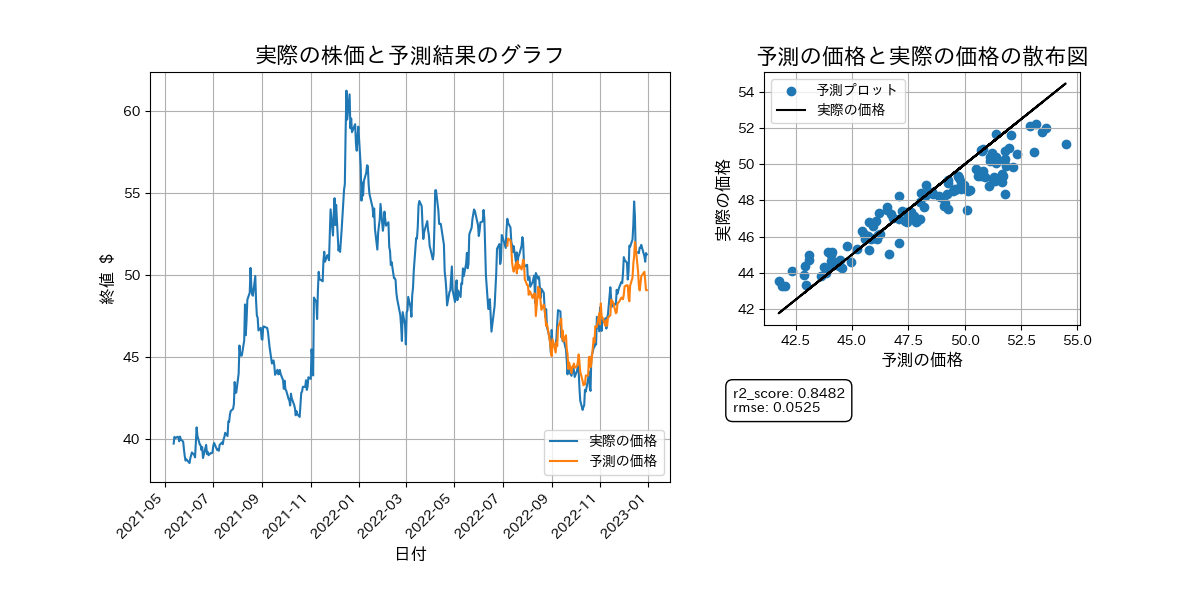 実際の株価と予測結果のグラフ
60
55
50
45
40
終値 $
2021-05
2021-07
2021-09
2021-11
2022-01
2022-03
2022-05
2022-07
2022-09
2022-11
2023-01
日付
実際の価格
予測の価格
予測の価格と実際の価格の散布図
54
52
50
48
46
44
42
実際の価格
予測プロット
実際の価格
42.5
45.0
47.5
50.0
52.5
55.0
予測の価格
r2_score: 0.8482
rmse: 0.0525